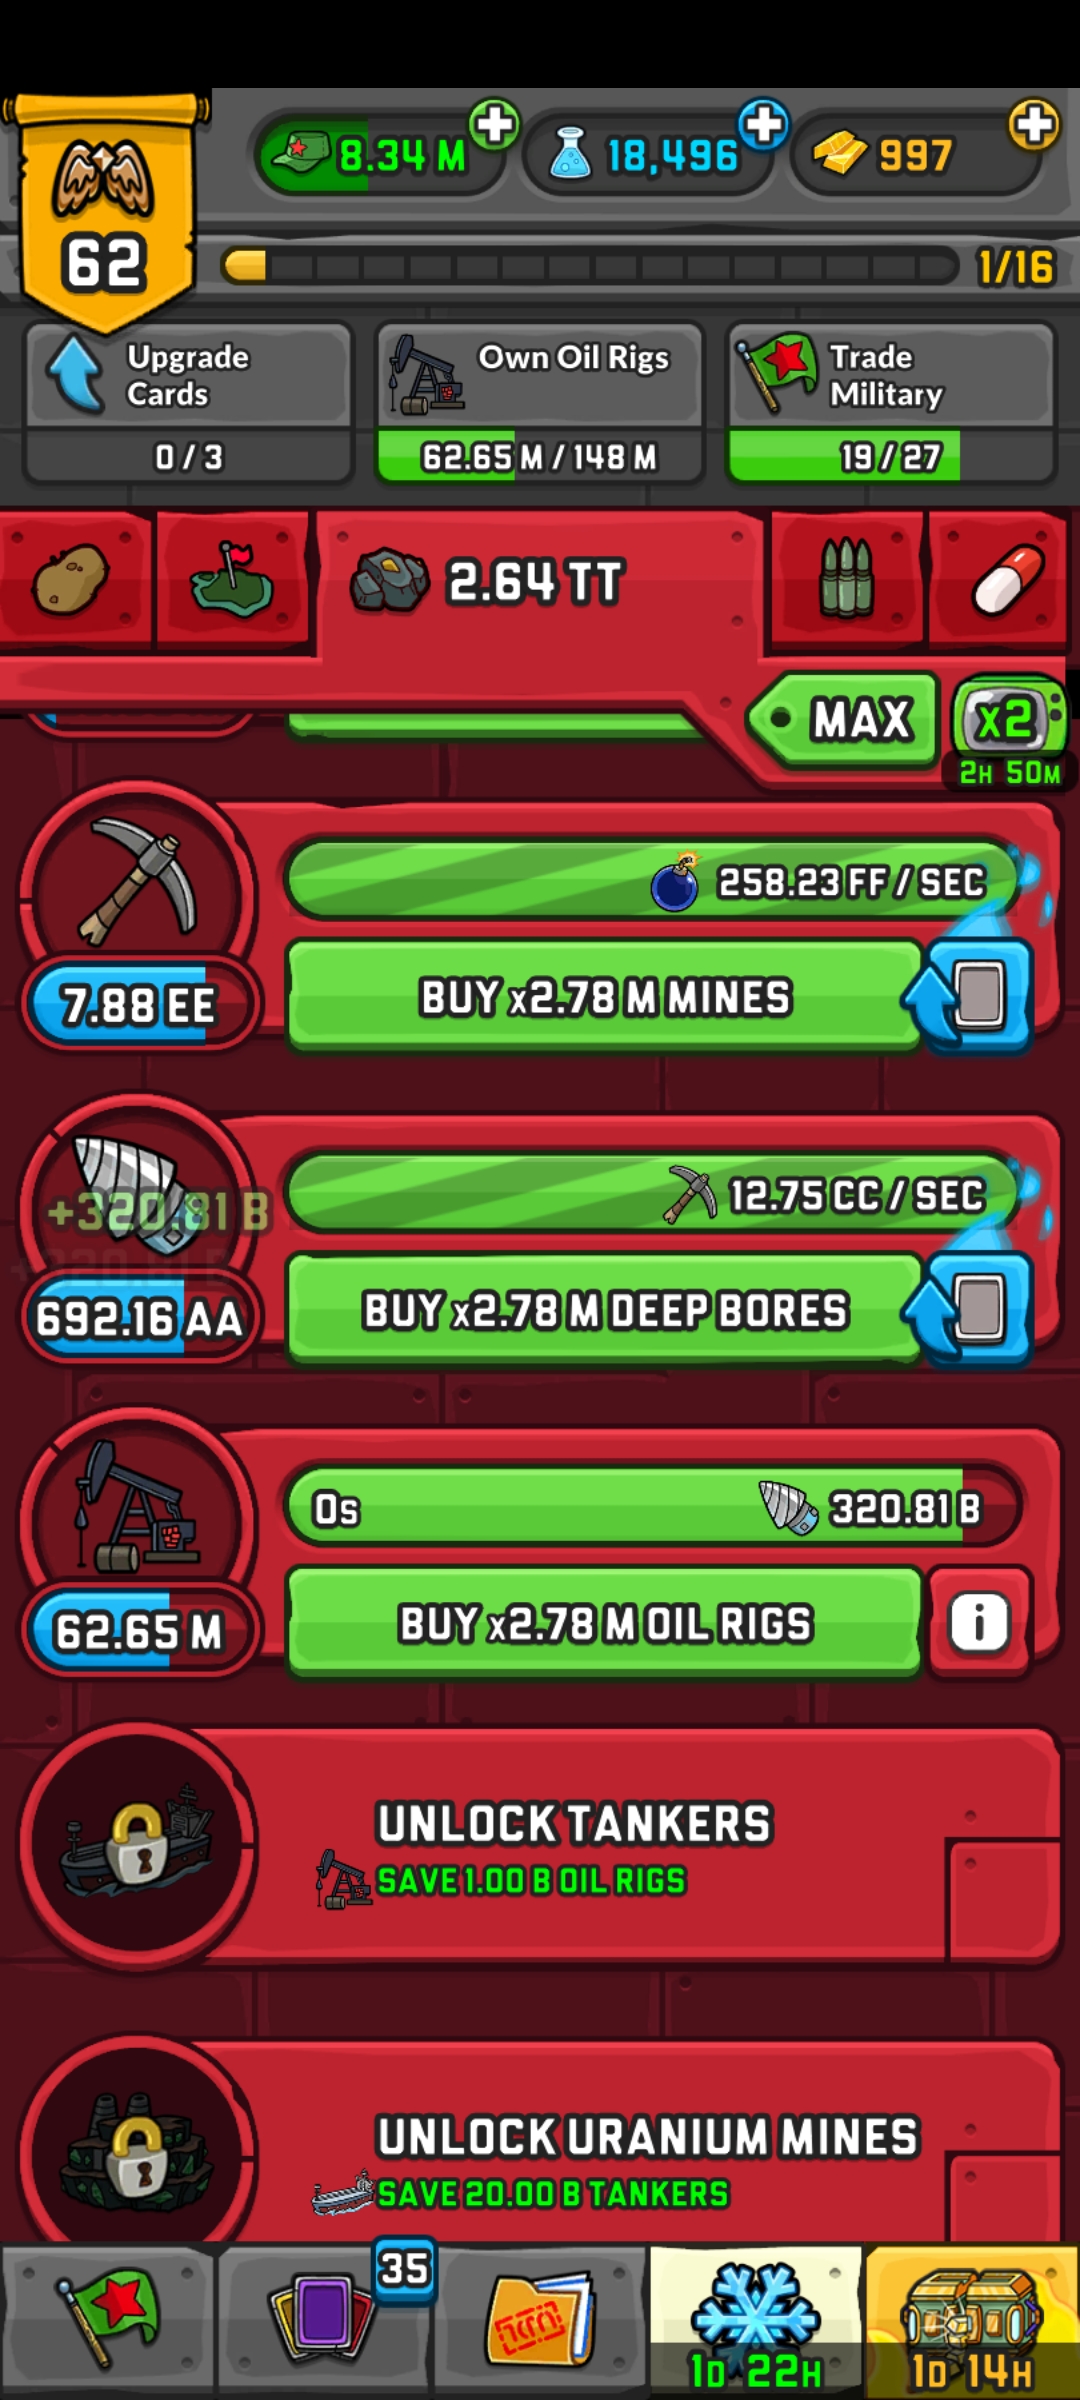 8.34 M
18,496
997
62
1/16
Upgrade Cards
0 / 3
Own Oil Rigs
62.65 M / 148 M
Trade Military
19 / 27
2.64 TT
MAX
x2
2H 50M
258.23 FF / SEC
7.88 EE
BUY x2.78 M MINES
+320.81 B
12.75 CC / SEC
692.16 AA
BUY x2.78 M DEEP BORES
0s
320.81 B
62.65 M
BUY x2.78 M OIL RIGS
i
UNLOCK TANKERS
SAVE 1.00 B OIL RIGS
UNLOCK URANIUM MINES
SAVE 20.00 B TANKERS
35
1D 22H
1D 14H